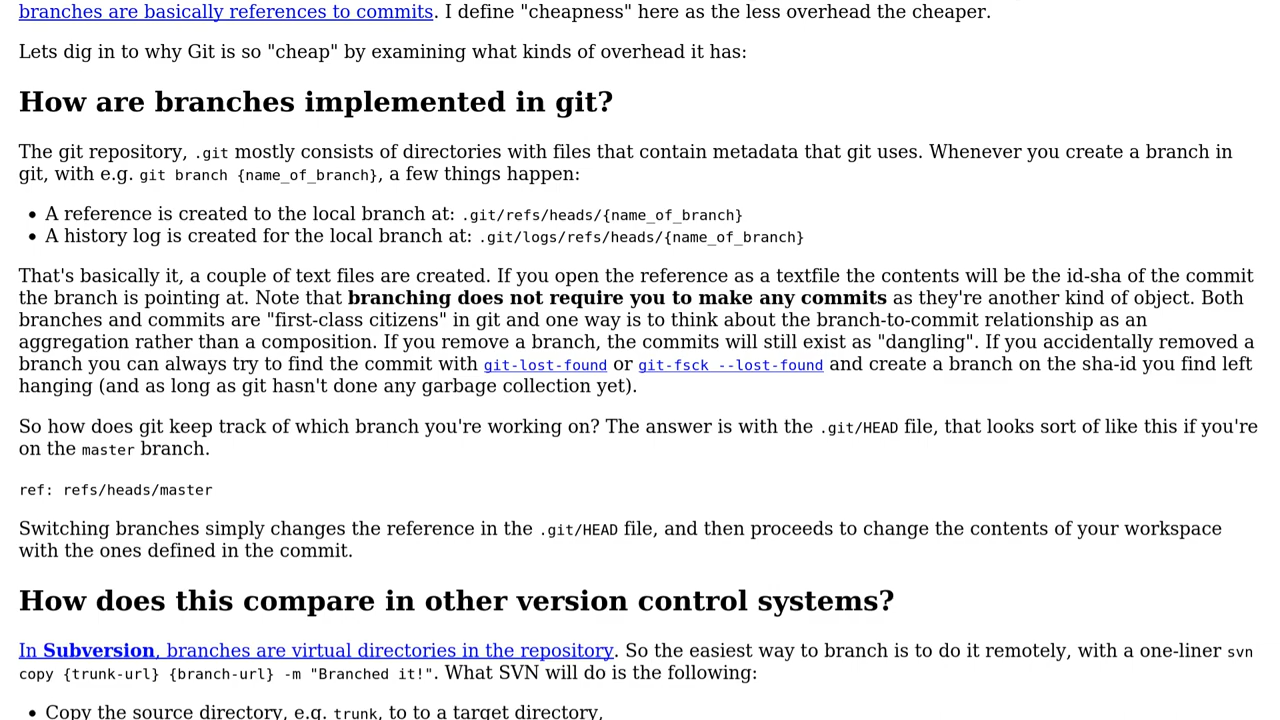 branches are basically references to commits. I define "cheapness" here as the less overhead the cheaper.
Lets dig in to why Git is so "cheap" by examining what kinds of overhead it has:
How are branches implemented in git?
The git repository, .git mostly consists of directories with files that contain metadata that git uses. Whenever you create a branch in
git, with e.g. git branch {name_of_branch}, a few things happen:
• A reference is created to the local branch at: .git/refs/heads/{name_of_branch}
• A history log is created for the local branch at: .git/logs/refs/heads/{name_of_branch}
That's basically it, a couple of text files are created. If you open the reference as a textfile the contents will be the id-sha of the commit
the branch is pointing at. Note that branching does not require you to make any commits as they're another kind of object. Both
branches and commits are "first-class citizens" in git and one way is to think about the branch-to-commit relationship as an
aggregation rather than a composition. If you remove a branch, the commits will still exist as "dangling". If you accidentally removed a
branch you can always try to find the commit with git-lost-found or git-fsck --lost-found and create a branch on the sha-id you find left
hanging (and as long as git hasn't done any garbage collection yet).
So how does git keep track of which branch you're working on? The answer is with the .git/HEAD file, that looks sort of like this if you're
on the master branch.
ref: refs/heads/master
Switching branches simply changes the reference in the .git/HEAD file, and then proceeds to change the contents of your workspace
with the ones defined in the commit.
How does this compare in other version control systems?
In Subversion, branches are virtual directories in the repository. So the easiest way to branch is to do it remotely, with a one-liner svn
copy {trunk-url} {branch-url} -m "Branched it!". What SVN will do is the following:
• Copy the source directory, e.g. trunk, to to a target directory,